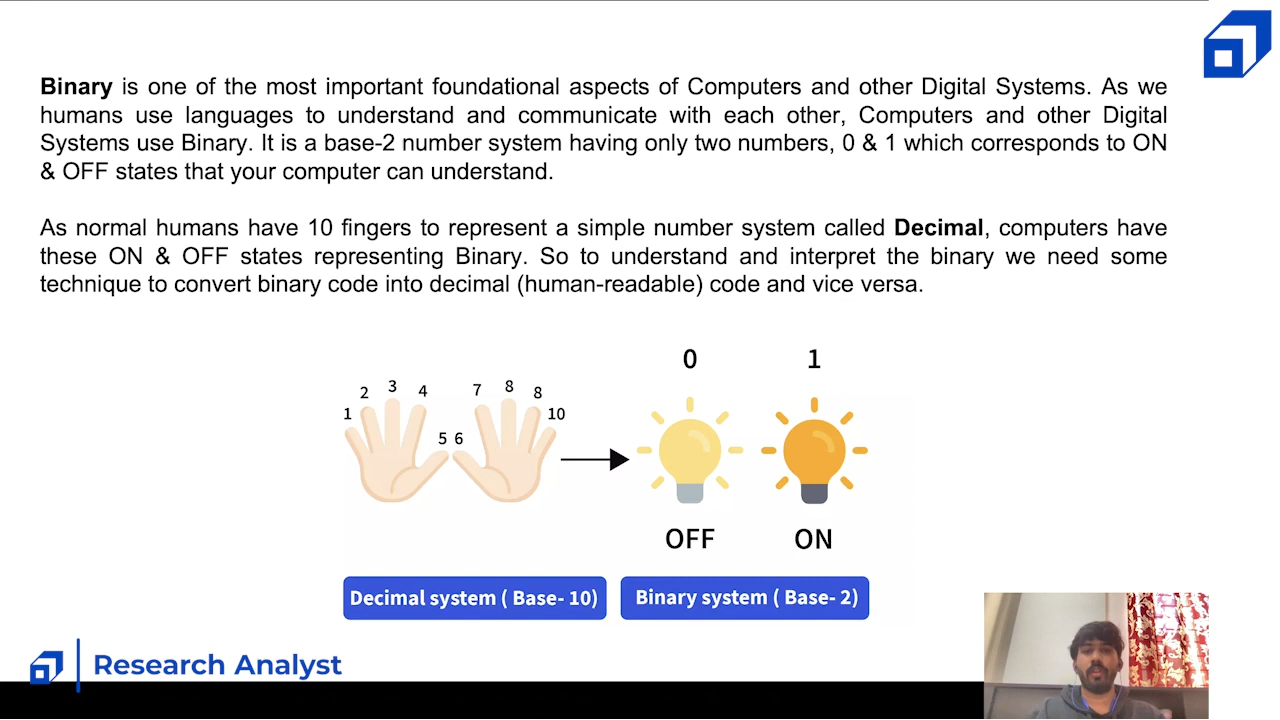 Binary is one of the most important foundational aspects of Computers and other Digital Systems. As we
humans use languages to understand and communicate with each other, Computers and other Digital
Systems use Binary. It is a base-2 number system having only two numbers, 0 & 1 which corresponds to ON
& OFF states that your computer can understand.
As normal humans have 10 fingers to represent a simple number system called Decimal, computers have
these ON & OFF states representing Binary. So to understand and interpret the binary we need some
technique to convert binary code into decimal (human-readable) code and vice versa.
0 1
1 2 3 4 5 6 7 8 8 10
OFF ON
Decimal system ( Base- 10) Binary system ( Base- 2)
Research Analyst